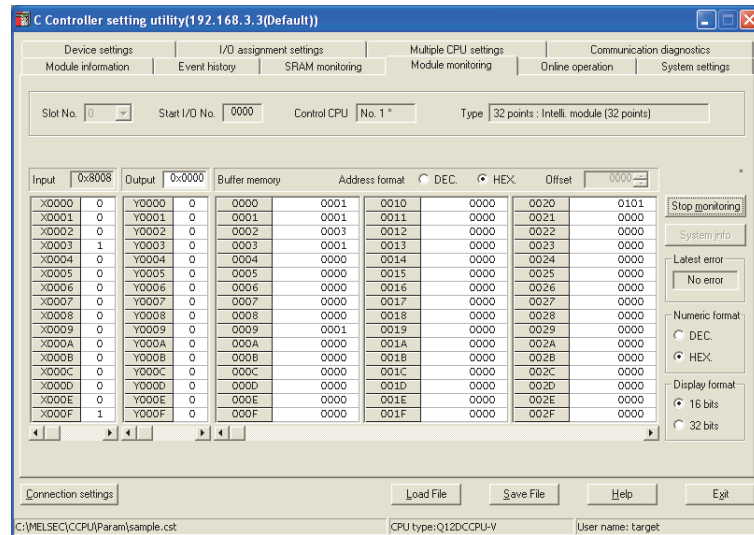 C Controller setting utility(192.168.3.3(Default))
Device settings I/O assignment settings Multiple CPU settings Communication diagnostics
Module information Event history SRAM monitoring Module monitoring Online operation System settings
Slot No. 0 Start I/O No. 0000 Control CPU No. 1 * Type 32 points : Intelli. module (32 points)
Input 0x8008 Output 0x0000 Buffer memory Address format DEC. HEX. Offset 0000
X0000 0 Y0000 0 0000 0001 0010 0000 0020 0101 Stop monitoring
X0001 0 Y0001 0 0001 0001 0011 0000 0021 0000
X0002 0 Y0002 0 0002 0003 0012 0000 0022 0000 System info
X0003 1 Y0003 0 0003 0001 0013 0000 0023 0000
X0004 0 Y0004 0 0004 0000 0014 0000 0024 0000 Latest error
X0005 0 Y0005 0 0005 0000 0015 0000 0025 0000 No error
X0006 0 Y0006 0 0006 0000 0016 0000 0026 0000
X0007 0 Y0007 0 0007 0000 0017 0000 0027 0000
X0008 0 Y0008 0 0008 0000 0018 0000 0028 0000 Numeric format
X0009 0 Y0009 0 0009 0001 0019 0000 0029 0000 DEC.
X000A 0 Y000A 0 000A 0000 001A 0000 002A 0000
X000B 0 Y000B 0 000B 0000 001B 0000 002B 0000 HEX.
X000C 0 Y000C 0 000C 0000 001C 0000 002C 0000
X000D 0 Y000D 0 000D 0000 001D 0000 002D 0000 Display format
X000E 0 Y000E 0 000E 0000 001E 0000 002E 0000 16 bits
X000F 1 Y000F 0 000F 0000 001F 0000 002F 0000
32 bits
Connection settings Load File Save File Help Exit
C:\MELSEC\CCPU\Param\sample.cst CPU type:Q12DCCPU-V User name: target